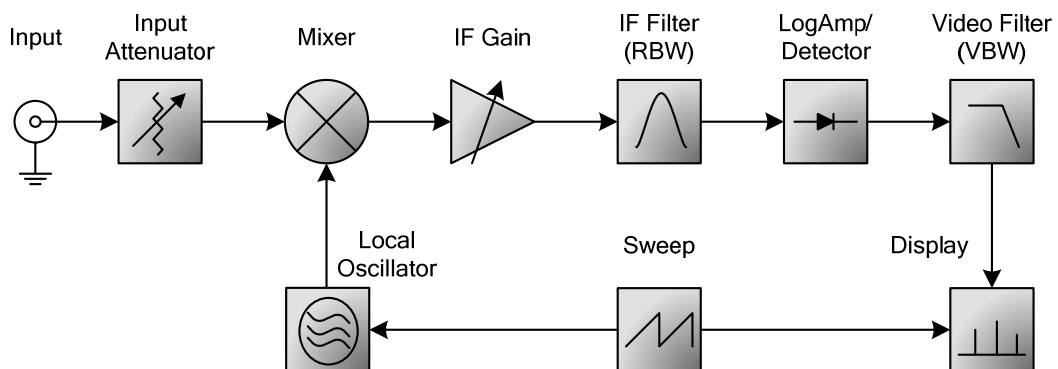 Input
Input
Attenuator
Mixer
IF Gain
IF Filter
(RBW)
LogAmp/
Detector
Video Filter
(VBW)
Local
Oscillator
Sweep
Display